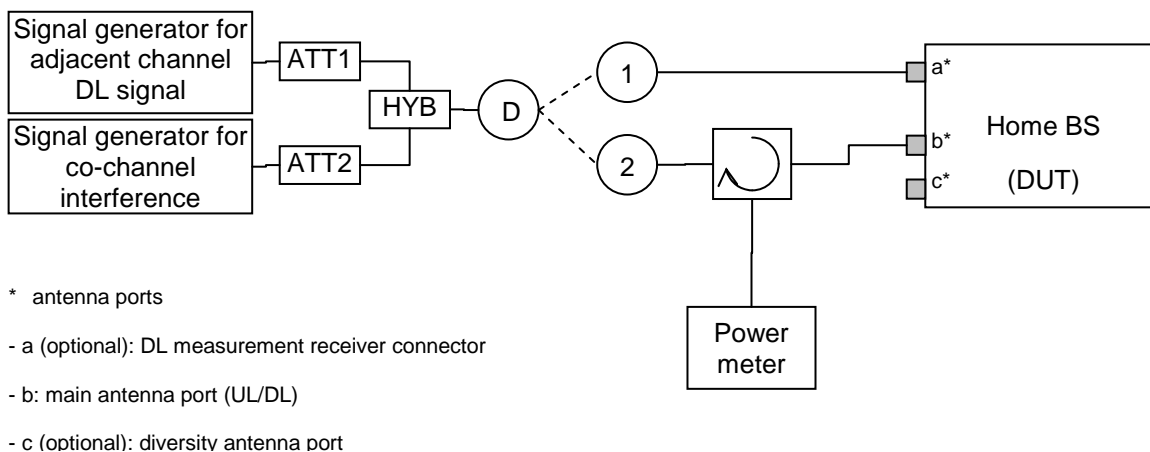 Signal generator for
adjacent channel
DL signal
ATT1
HYB
D
1
2
Signal generator for
co-channel
interference
ATT2
a*
b*
c*
Home BS
(DUT)
Power
meter
* antenna ports
- a (optional): DL measurement receiver connector
- b: main antenna port (UL/DL)
- c (optional): diversity antenna port